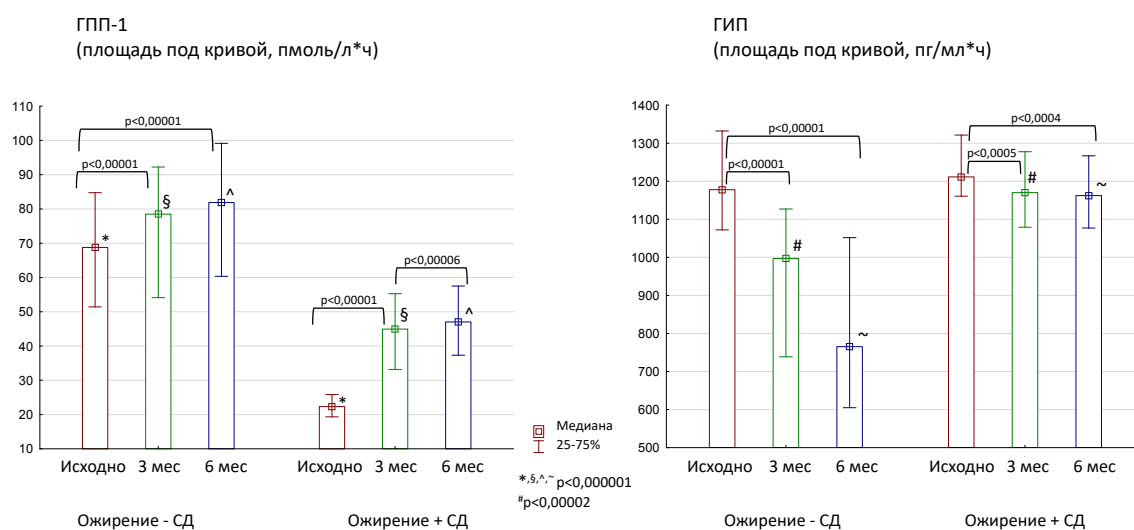 ГПП-1
(площадь под кривой, пмоль/л*ч)
110
100
90
80
70
60
50
40
30
20
10
p<0,00001
p<0,00001
*
§
^
p<0,00006
p<0,00001
*
§
^
Исходно 3 мес 6 мес
Исходно 3 мес 6 мес
Ожирение - СД
Ожирение + СД
Медиана
25-75%
*,§,^,~ p<0,000001
#p<0,00002
ГИП
(площадь под кривой, пг/мл*ч)
1400
1300
1200
1100
1000
900
800
700
600
500
p<0,00001
p<0,00001
#
~
p<0,0004
p<0,0005
#
~
Исходно 3 мес 6 мес
Исходно 3 мес 6 мес
Ожирение - СД
Ожирение + СД